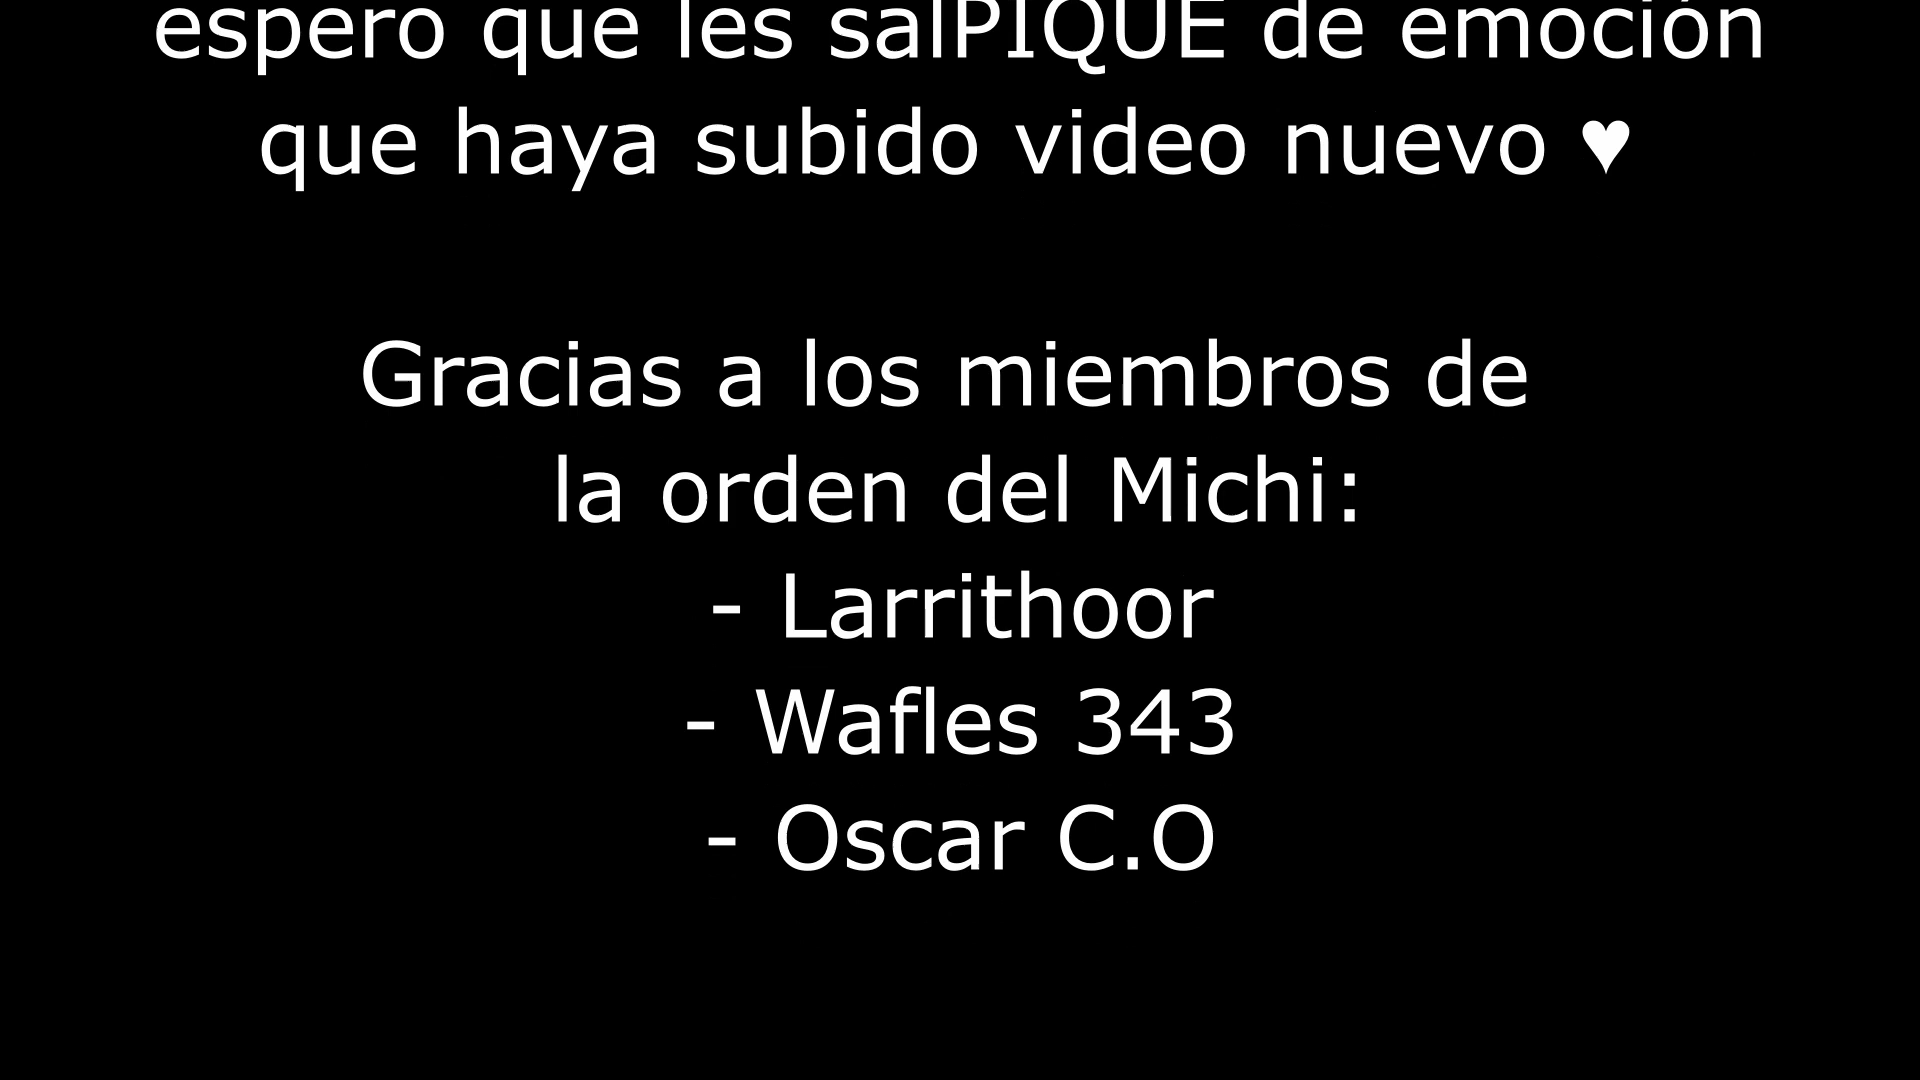 espero que les salPIQUE de emoción
que haya subido video nuevo ♥
Gracias a los miembros de
la orden del Michi:
- Larrithoor
- Wafles 343
- Oscar C.O